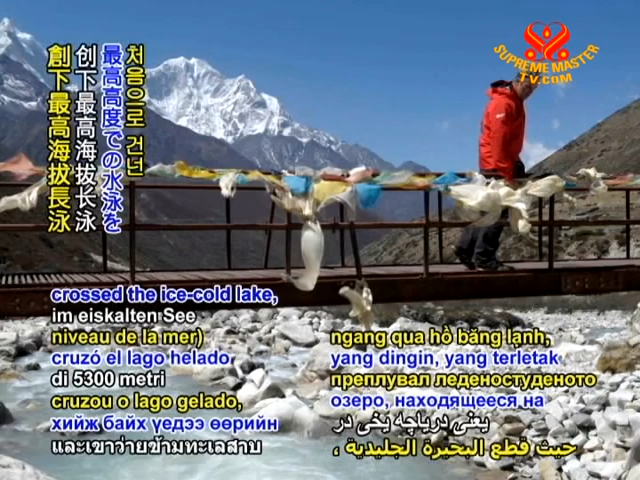 SUPREME MASTER
TV.COM
처음으로 건넌
最高高度での水泳を
创下最高海拔长泳
創下最高海拔長泳
crossed the ice-cold lake,
im eiskalten See
niveau de la mer)
cruzó el lago helado
di 5300 metri
cruzou o lago gelado,
хийж байх үедээ өөрийн
และเขาว่ายข้ามทะเลสาบ
ngang qua hồ băng lạnh,
yang dingin, yang terletak
преплувал леденостуденото
озеро, находящееся на
یعنی دریاچه یخی در
حيث قطع البحيرة الجليدية ،